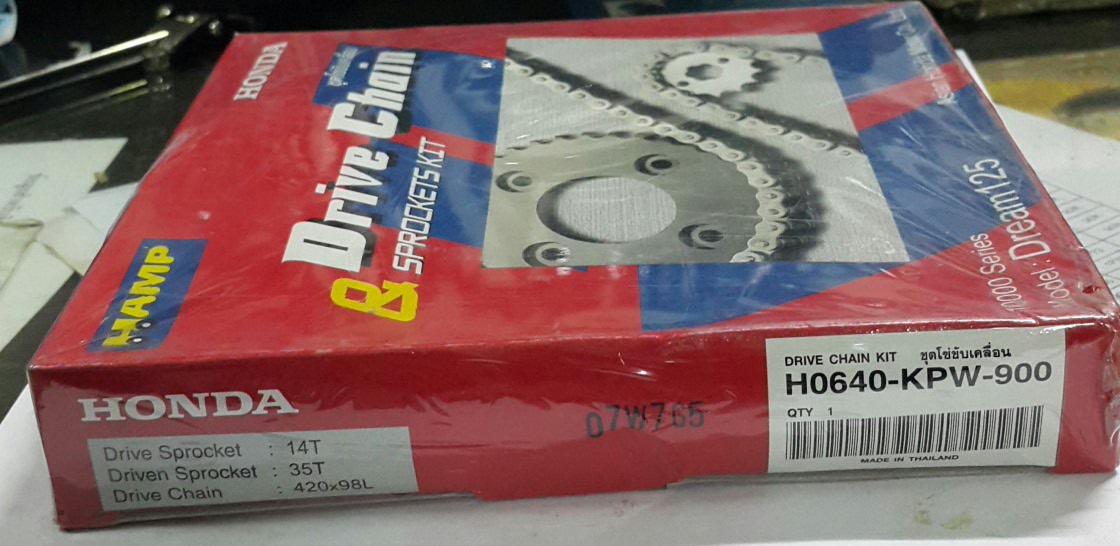 HONDA
Drive Chain
& SPROCKETS KIT
HAMP
1000 Series
Model : Dream125
HONDA
Drive Sprocket : 14T
Driven Sprocket : 35T
Drive Chain : 420x98L
07W765
DRIVE CHAIN KIT ชุดโซ่ขับเคลื่อน
H0640-KPW-900
QTY 1
MADE IN THAILAND